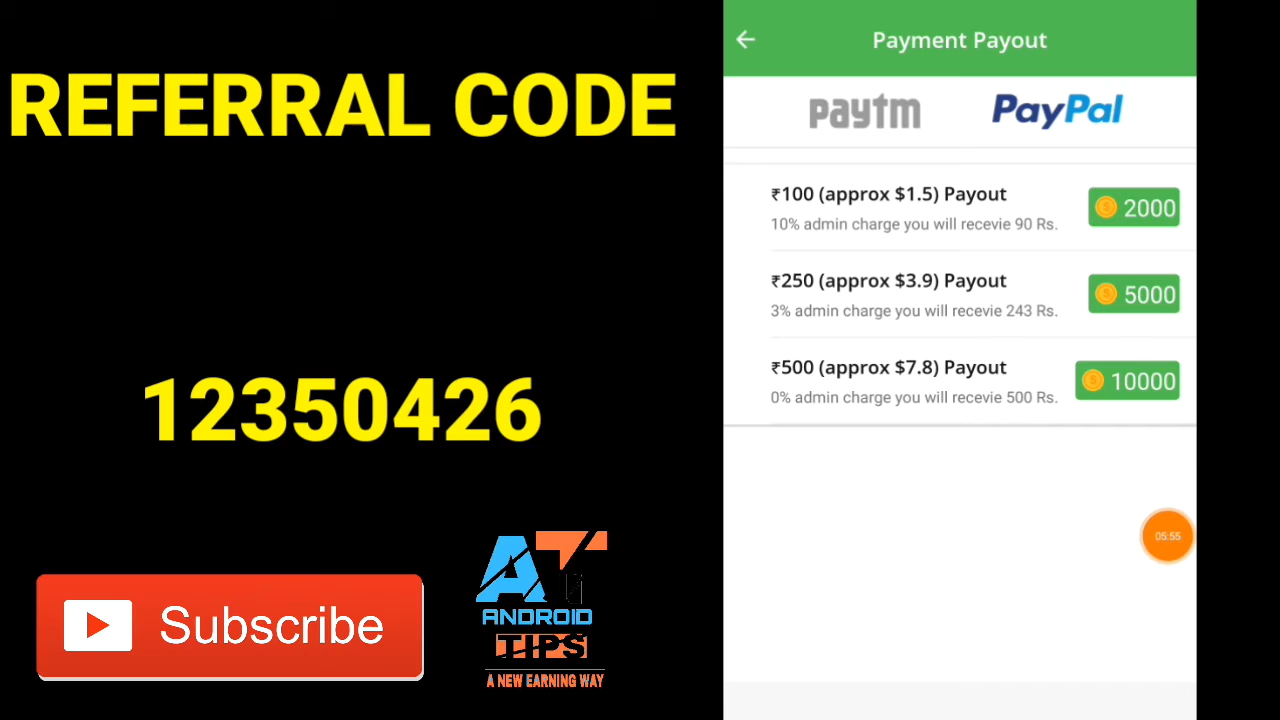 REFERRAL CODE
12350426
Subscribe
AT
ANDROID
TIPS
A NEW EARNING WAY
Payment Payout
paytm PayPal
₹100 (approx $1.5) Payout
10% admin charge you will recevie 90 Rs.
2000
₹250 (approx $3.9) Payout
3% admin charge you will recevie 243 Rs.
5000
₹500 (approx $7.8) Payout
0% admin charge you will recevie 500 Rs.
10000
05:55